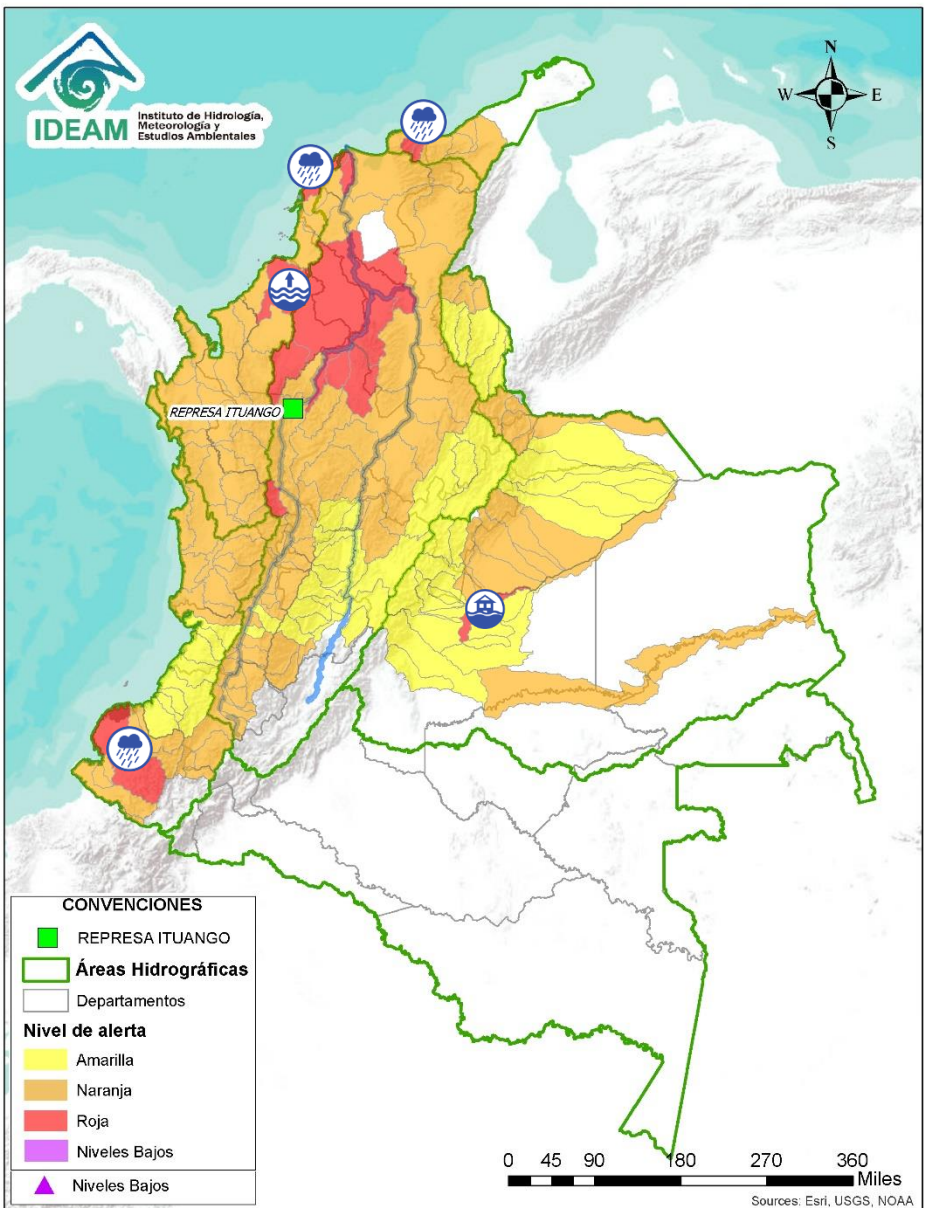 IDEAM
Instituto de Hidrología,
Meteorología y
Estudios Ambientales
N
W
E
S
REPRESA ITUANGO
CONVENCIONES
REPRESA ITUANGO
Áreas Hidrográficas
Departamentos
Nivel de alerta
Amarilla
Naranja
Roja
Niveles Bajos
Niveles Bajos
0 45 90 180 270 360
Miles
Sources: Esri, USGS, NOAA